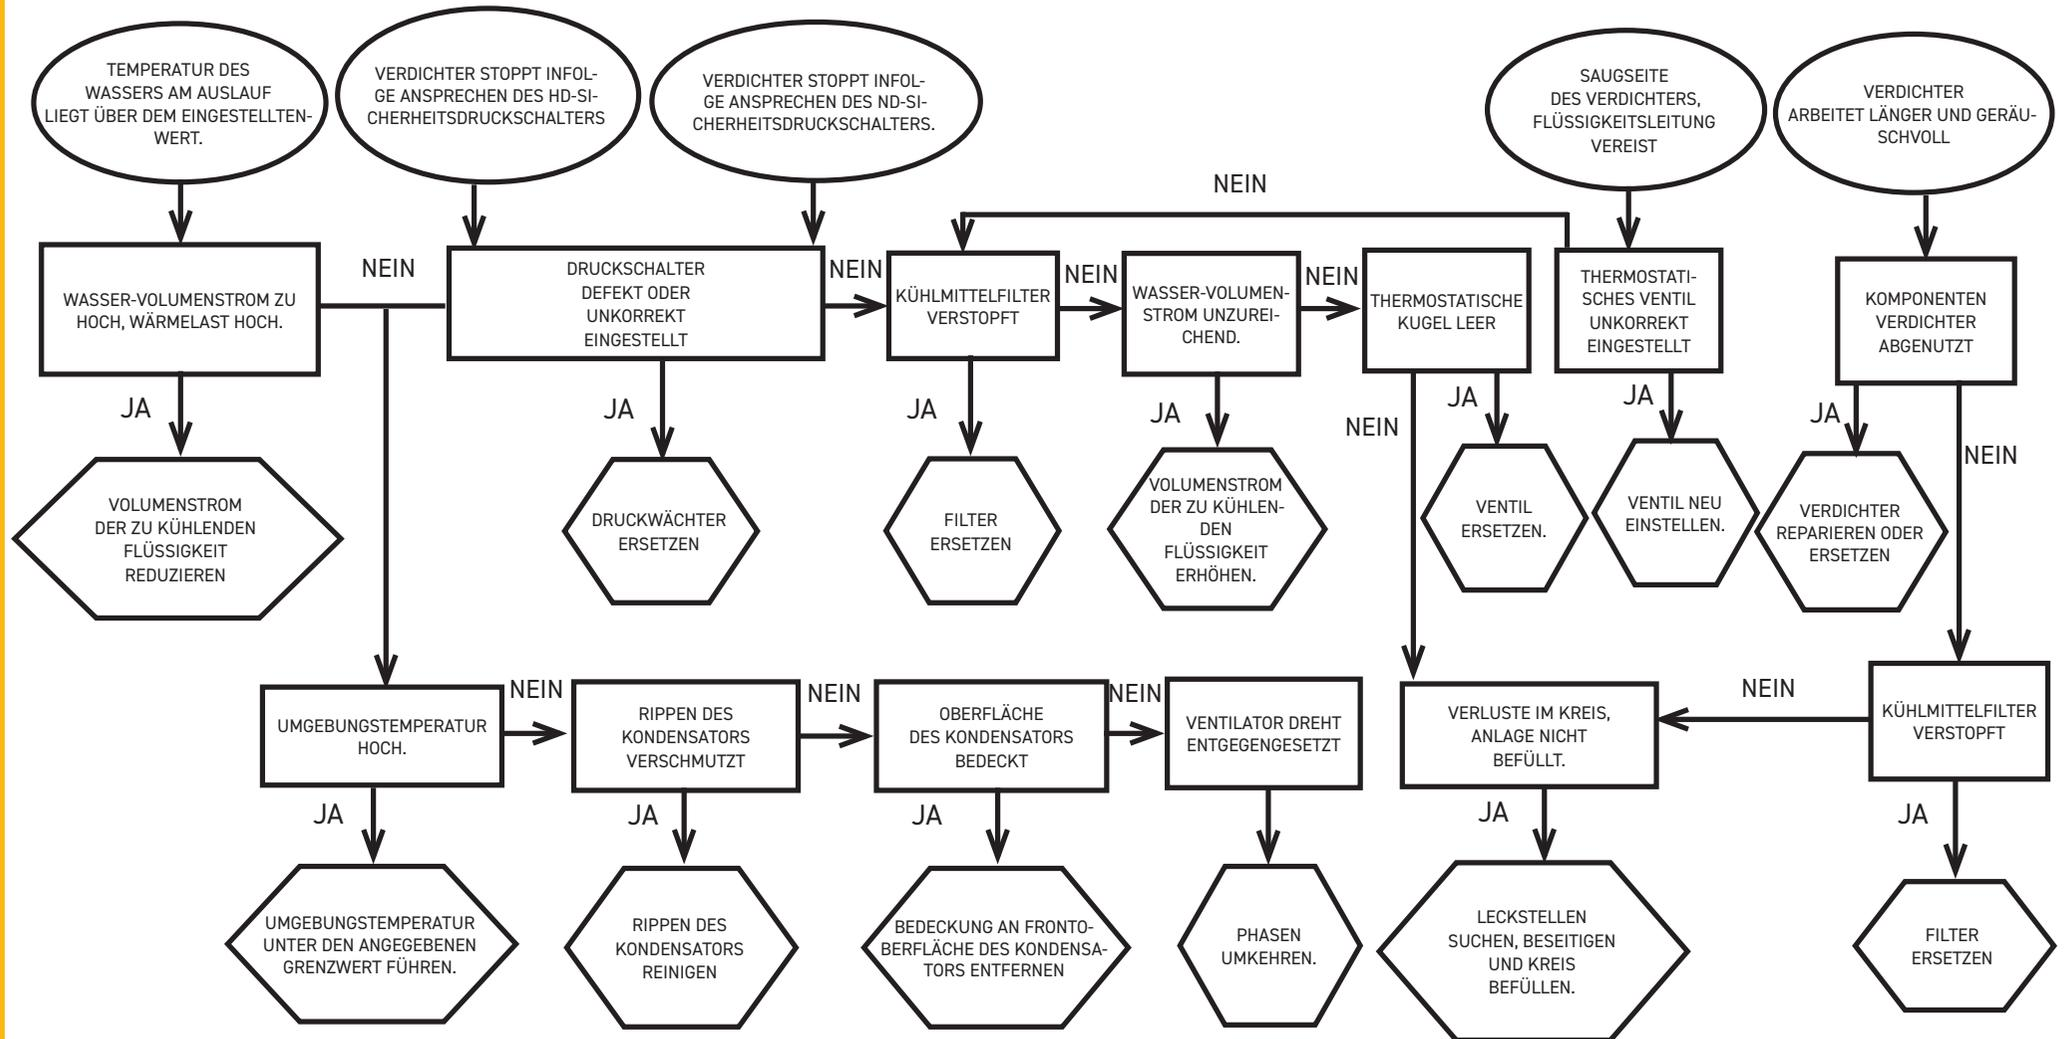 TEMPERATUR DES
WASSERS AM AUSLAUF
LIEGT ÜBER DEM EINGESTELLTEN-
WERT.
VERDICHTER STOPPT INFOL-
GE ANSPRECHEN DES HD-SI-
CHERHEITSDRUCKSCHALTERS
VERDICHTER STOPPT INFOL-
GE ANSPRECHEN DES ND-SI-
CHERHEITSDRUCKSCHALTERS.
SAUGSEITE
DES VERDICHTERS,
FLÜSSIGKEITSLEITUNG
VEREIST
VERDICHTER
ARBEITET LÄNGER UND GERÄU-
SCHVOLL
NEIN
WASSER-VOLUMENSTROM ZU
HOCH, WÄRMELAST HOCH.
NEIN
DRUCKSCHALTER
DEFEKT ODER
UNKORREKT
EINGESTELLT
NEIN
KÜHLMITTELFILTER
VERSTOPFT
NEIN
WASSER-VOLUMEN-
STROM UNZUREI-
CHEND.
NEIN
THERMOSTATISCHE
KUGEL LEER
THERMOSTATI-
SCHES VENTIL
UNKORREKT
EINGESTELLT
KOMPONENTEN
VERDICHTER
ABGENUTZT
JA
JA
JA
JA
NEIN
JA
JA
JA
NEIN
VOLUMENSTROM
DER ZU KÜHLENDEN
FLÜSSIGKEIT
REDUZIEREN
DRUCKWÄCHTER
ERSETZEN
FILTER
ERSETZEN
VOLUMENSTROM
DER ZU KÜHLEN-
DEN
FLÜSSIGKEIT
ERHÖHEN.
VENTIL
ERSETZEN.
VENTIL NEU
EINSTELLEN.
VERDICHTER
REPARIEREN ODER
ERSETZEN
UMGEBUNGSTEMPERATUR
HOCH.
NEIN
RIPPEN DES
KONDENSATORS
VERSCHMUTZT
NEIN
OBERFLÄCHE
DES KONDENSATORS
BEDECKT
NEIN
VENTILATOR DREHT
ENTGEGENGESETZT
VERLUSTE IM KREIS,
ANLAGE NICHT
BEFÜLLT.
NEIN
KÜHLMITTELFILTER
VERSTOPFT
JA
JA
JA
JA
JA
UMGEBUNGSTEMPERATUR
UNTER DEN ANGEGEBENEN
GRENZWERT FÜHREN.
RIPPEN DES
KONDENSATORS
REINIGEN
BEDECKUNG AN FRONTO-
BERFLÄCHE DES KONDENSA-
TORS ENTFERNEN
PHASEN
UMKEHREN.
LECKSTELLEN
SUCHEN, BESEITIGEN
UND KREIS
BEFÜLLEN.
FILTER
ERSETZEN